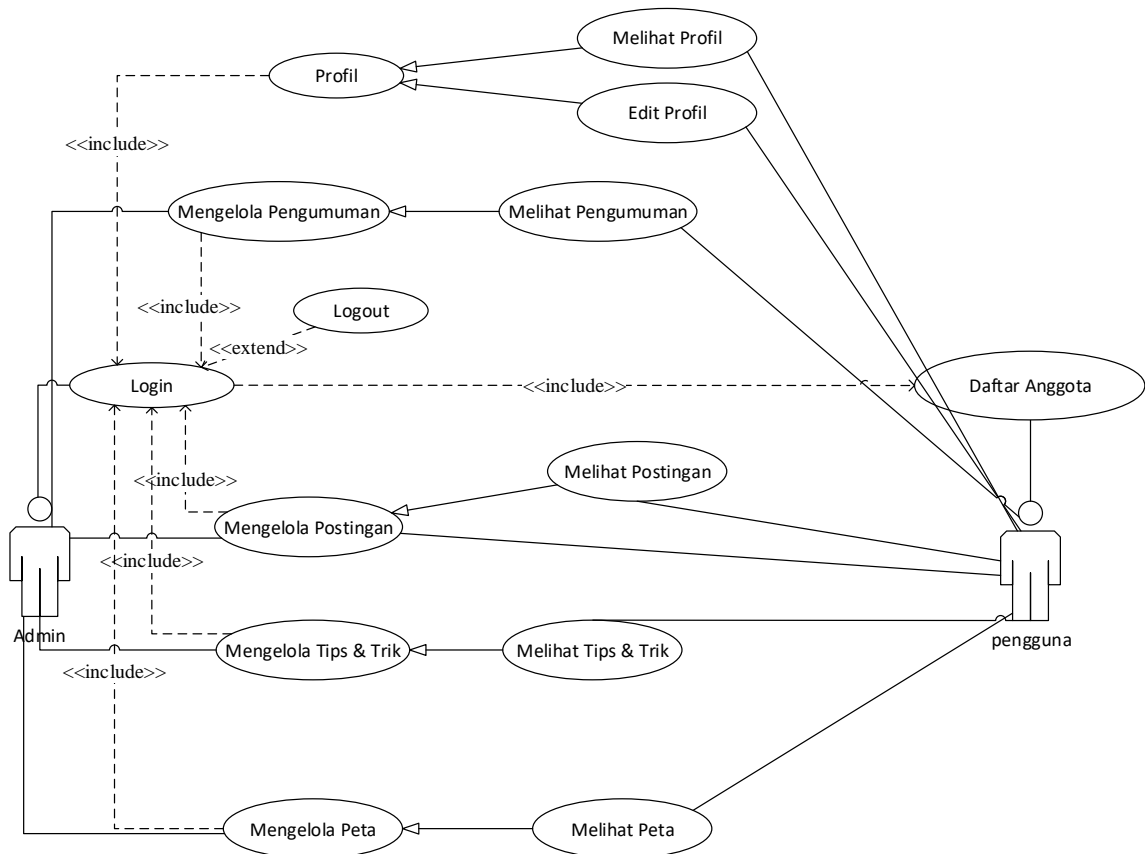 Melihat Profil
Profil
Edit Profil
<<include>>
Mengelola Pengumuman
Melihat Pengumuman
<<include>>
Logout
<<extend>>
Login
<<include>>
Daftar Anggota
Melihat Postingan
<<include>>
Mengelola Postingan
<<include>>
Admin
pengguna
Mengelola Tips & Trik
Melihat Tips & Trik
<<include>>
Mengelola Peta
Melihat Peta